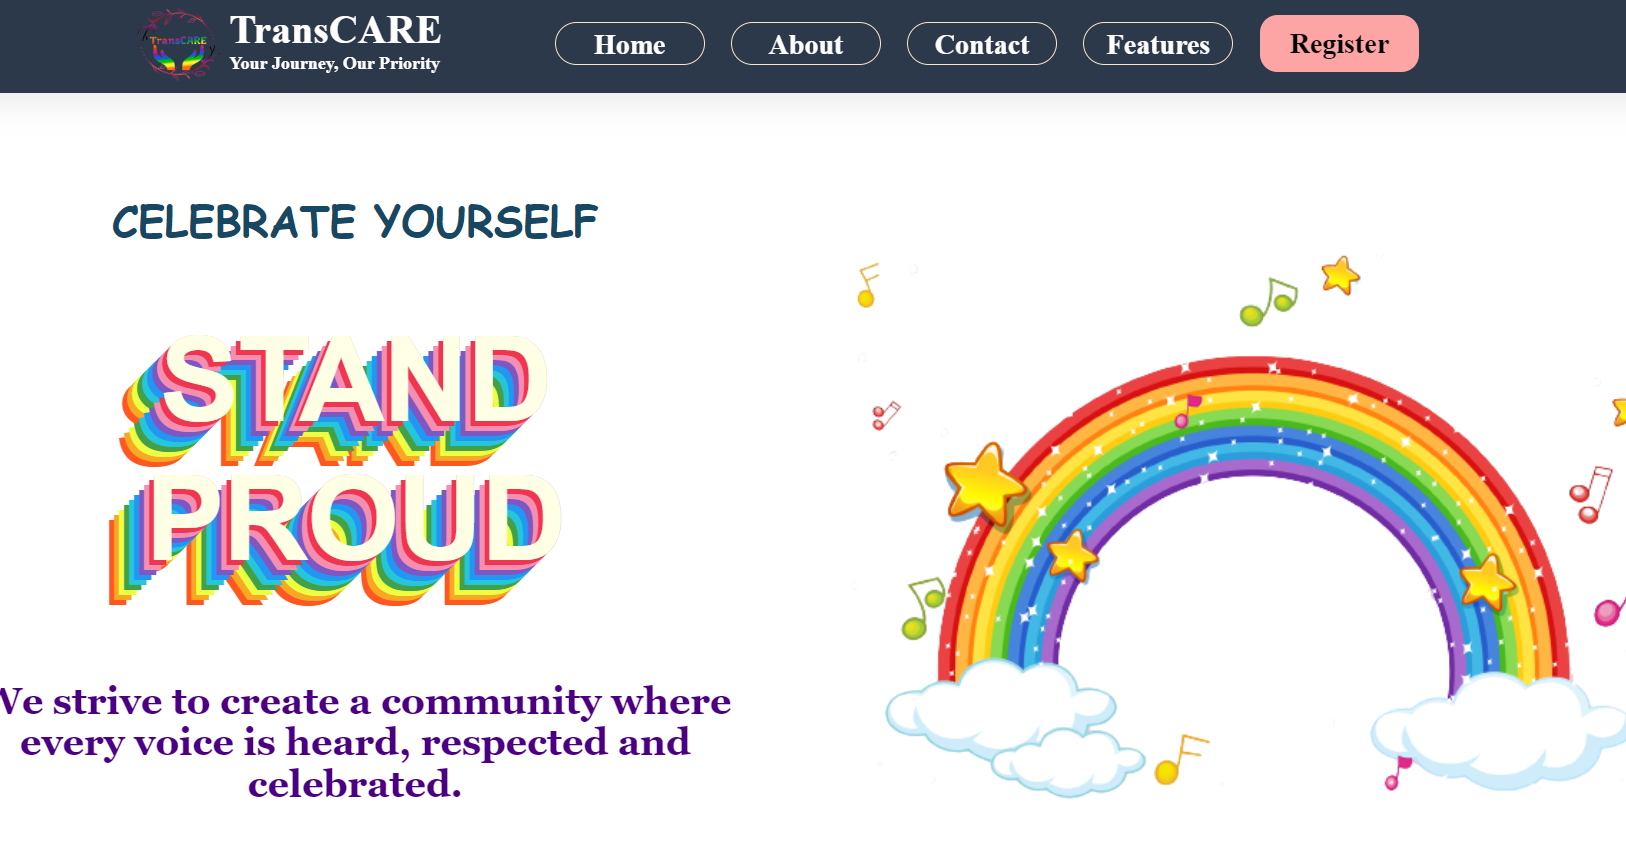 TransCARE
TransCARE
Your Journey, Our Priority
Home
About
Contact
Features
Register
CELEBRATE YOURSELF
STAND
PROUD
We strive to create a community where
every voice is heard, respected and
celebrated.